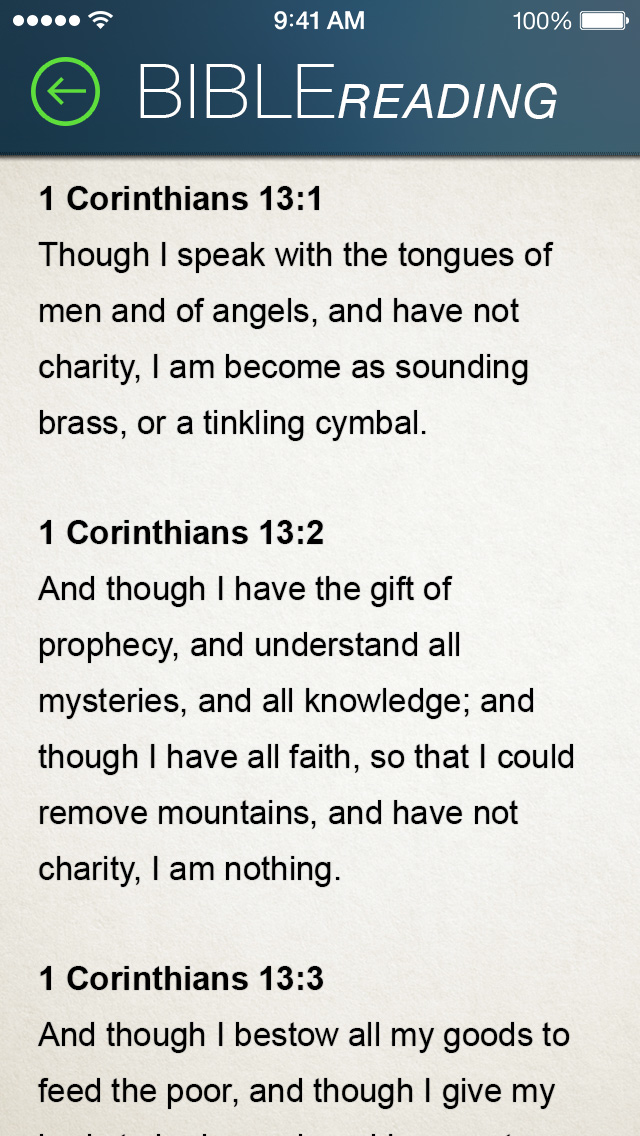 9:41 AM
100%
BIBLEREADING
1 Corinthians 13:1
Though I speak with the tongues of
men and of angels, and have not
charity, I am become as sounding
brass, or a tinkling cymbal.
1 Corinthians 13:2
And though I have the gift of
prophecy, and understand all
mysteries, and all knowledge; and
though I have all faith, so that I could
remove mountains, and have not
charity, I am nothing.
1 Corinthians 13:3
And though I bestow all my goods to
feed the poor, and though I give my